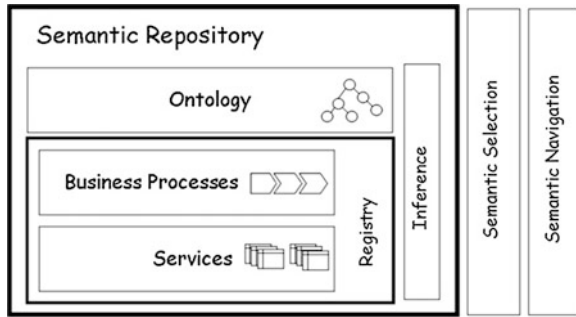 Semantic Repository
Ontology
Business Processes
Services
Registry
Inference
Semantic Selection
Semantic Navigation